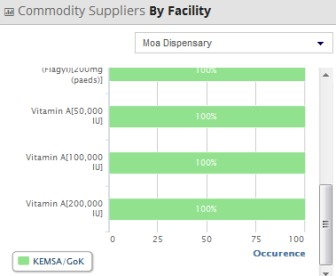 Commodity Suppliers By Facility
Moa Dispensary
(Flagyl)[200mg
(paeds)]
100%
Vitamin A[50,000
IU]
100%
Vitamin A[100,000
IU]
100%
Vitamin A[200,000
IU]
100%
0 25 50 75 100
Occurence
KEMSA/GoK